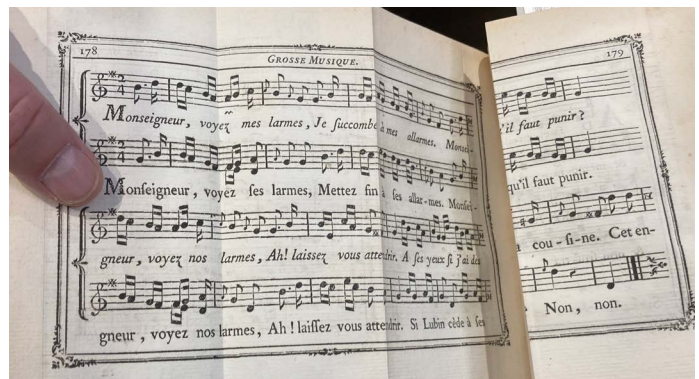 178
GROSSE MUSIQUE.
Monseigneur, voyez mes larmes, Je succombe à mes allarmes. Monsei-
Monseigneur, voyez ses larmes, Mettez fin à ses allar-mes. Monsei-
gneur, voyez nos larmes, Ah! laissez vous attendrir. A ses yeux si j'ai des
gneur, voyez nos larmes, Ah! laissez vous attendrir. Si Lubin cède à ses
179
'il faut punir?
qu'il faut punir.
cou-si-ne. Cet en-
Non, non.